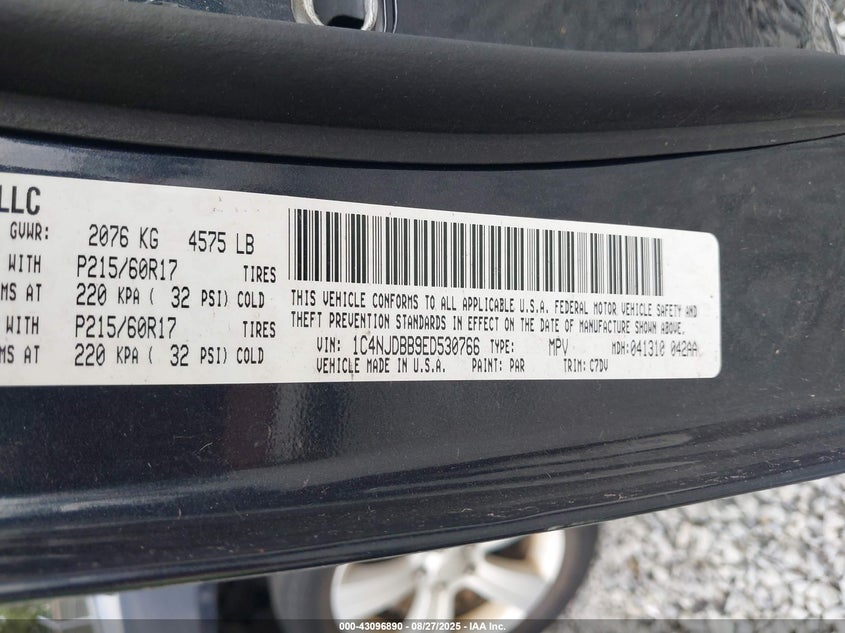 LLC
GVWR: 2076 KG 4575 LB
WITH P215/60R17 TIRES
MS AT 220 KPA ( 32 PSI) COLD
WITH P215/60R17 TIRES
MS AT 220 KPA ( 32 PSI) COLD
THIS VEHICLE CONFORMS TO ALL APPLICABLE U.S.A. FEDERAL MOTOR VEHICLE SAFETY AND
THEFT PREVENTION STANDARDS IN EFFECT ON THE DATE OF MANUFACTURE SHOWN ABOVE.
VIN: 1C4NJDBB9ED530766 TYPE: MPV MDH: 041310 042AA
VEHICLE MADE IN U.S.A. PAINT: PAR TRIM: C7DV
000-43096890 - 08/27/2025 - IAA Inc.